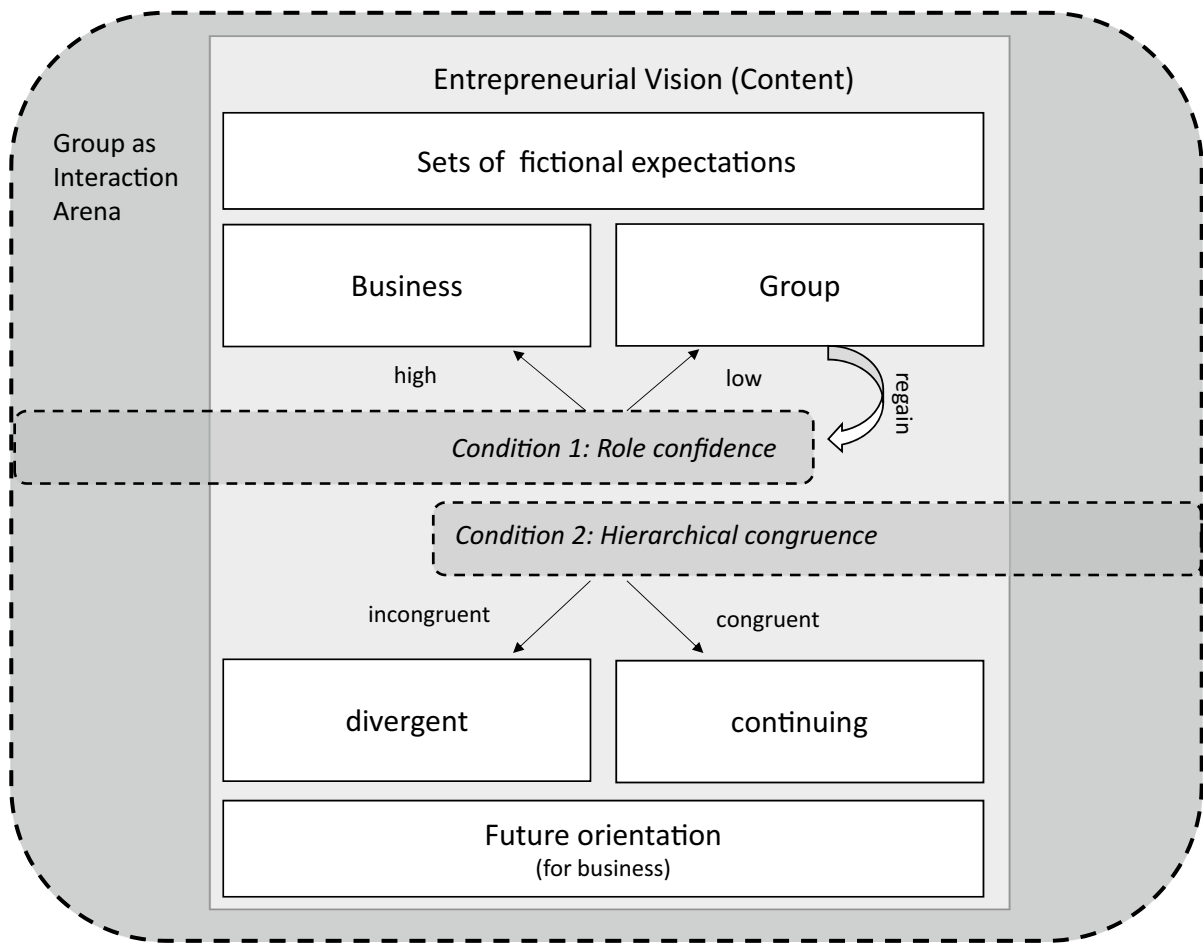 Entrepreneurial Vision (Content)
Group as
Interaction
Arena
Sets of fictional expectations
Business
Group
high
low
regain
Condition 1: Role confidence
Condition 2: Hierarchical congruence
incongruent
congruent
divergent
continuing
Future orientation
(for business)